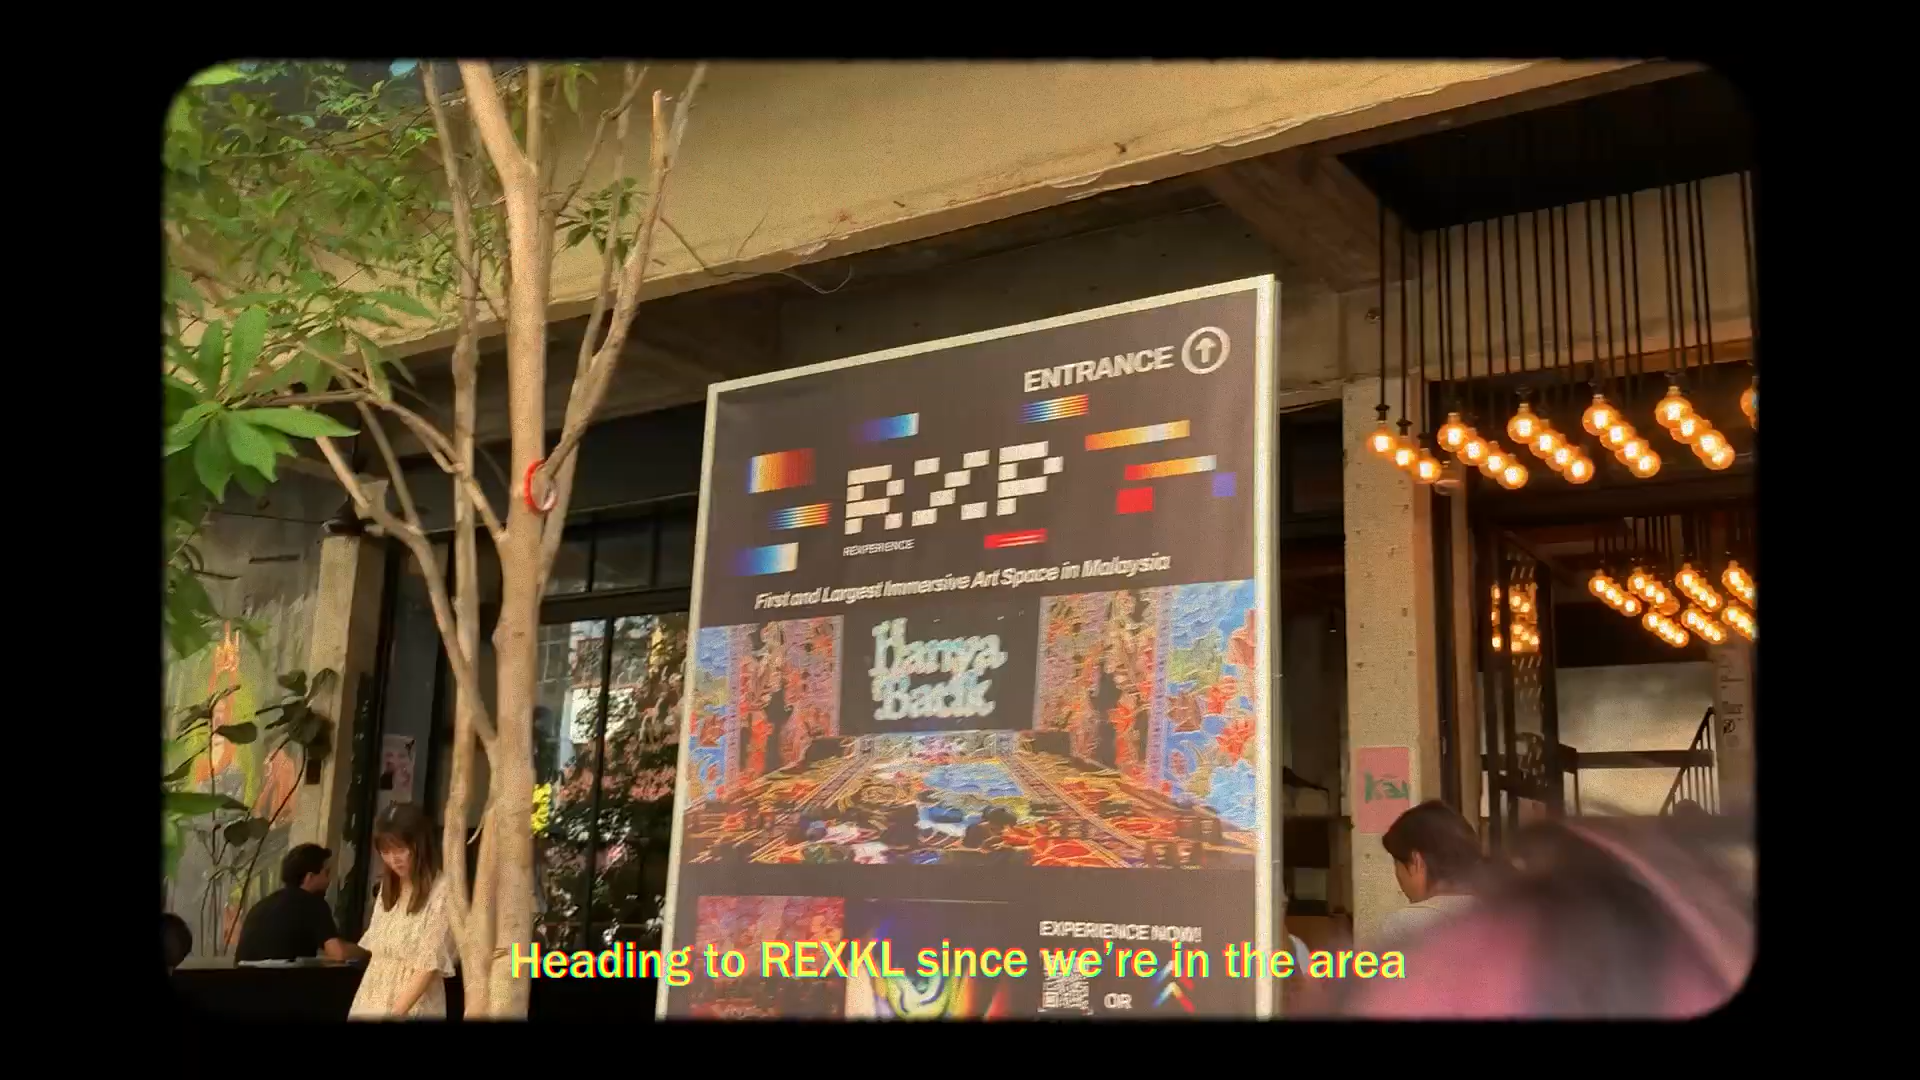 ENTRANCE
RXP
REXPERIENCE
First and Largest Immersive Art Space in Malaysia
Hanya
Batik
EXPERIENCE NOW!
OR
Heading to REXKL since we're in the area